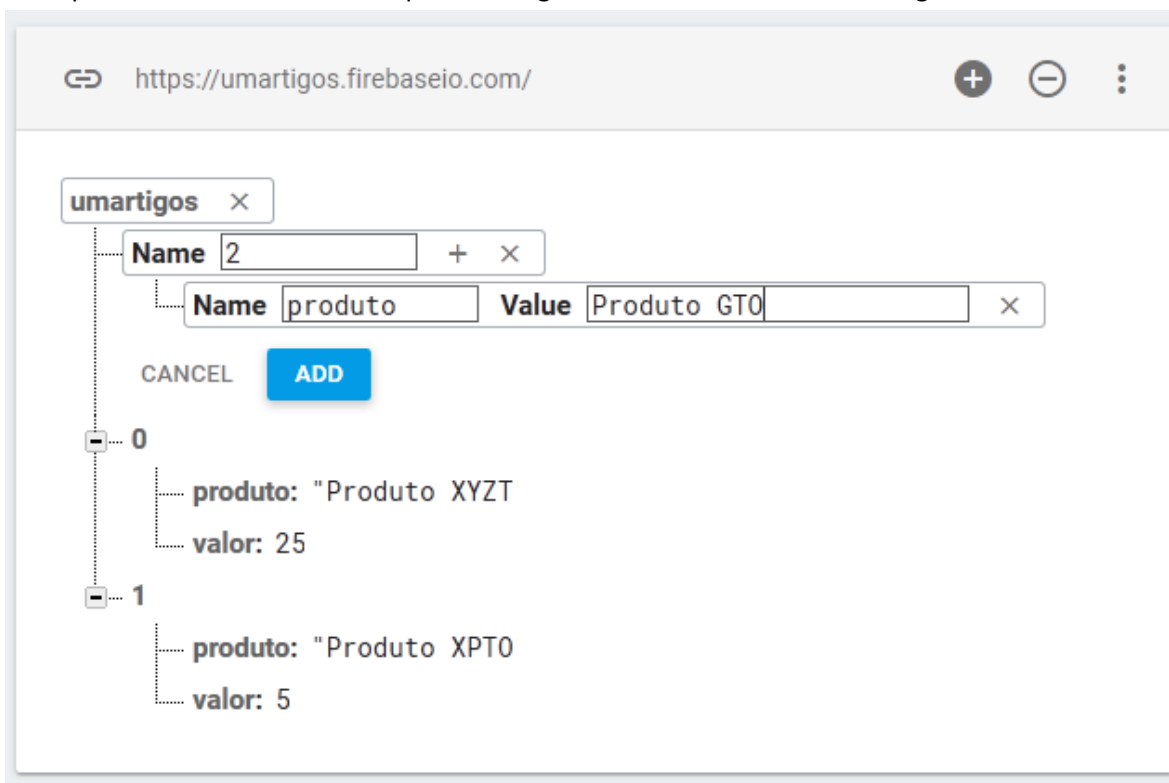 https://umartigos.firebaseio.com/
umartigos ×
Name 2 + ×
Name produto Value Produto GTO ×
CANCEL ADD
0
produto: "Produto XYZT
valor: 25
1
produto: "Produto XPTO
valor: 5